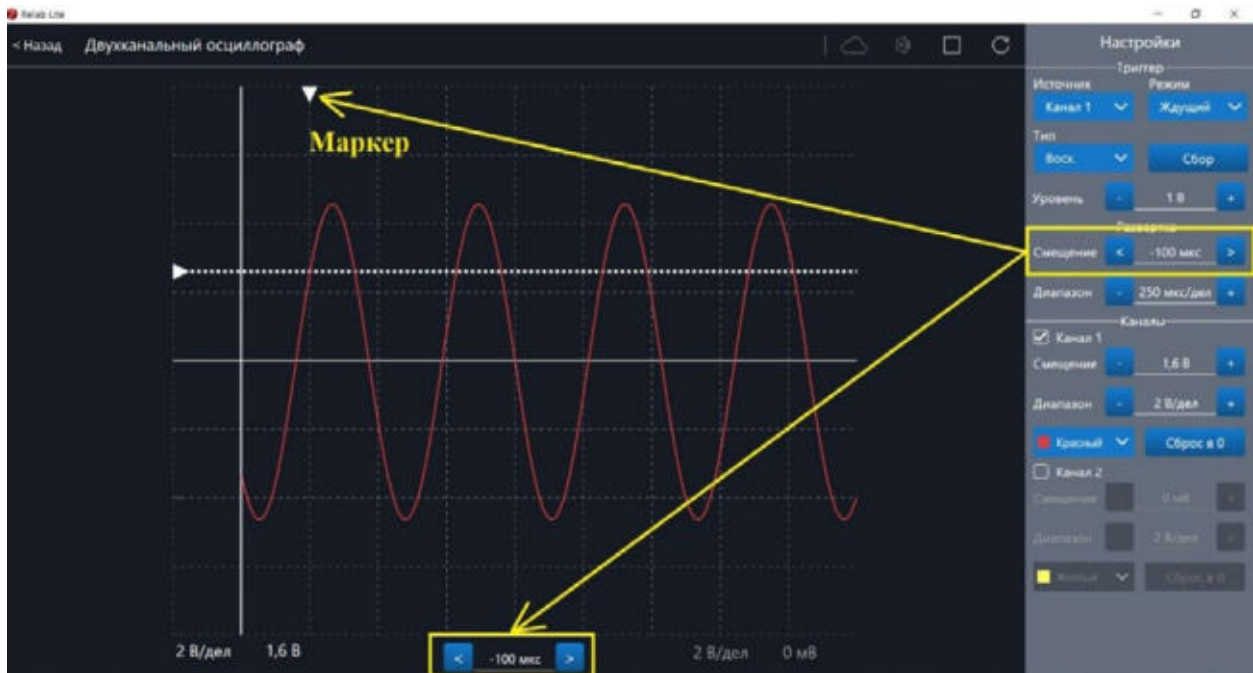 Relab Lite
< Назад Двухканальный осциллограф
Настройки
Триггер
Источник Режим
Канал 1 Ждущий
Маркер
Тип
Восх. Сбор
Уровень - 1 В +
Развертка
Смещение < -100 мкс >
Диапазон - 250 мкс/дел +
Каналы
Канал 1
Смещение - 1,6 В +
Диапазон - 2 В/дел +
Красный Сброс в 0
Канал 2
Смещение 0 мВ
Диапазон 2 В/дел
Желтый Сброс в 0
2 В/дел 1,6 В < -100 мкс > 2 В/дел 0 мВ